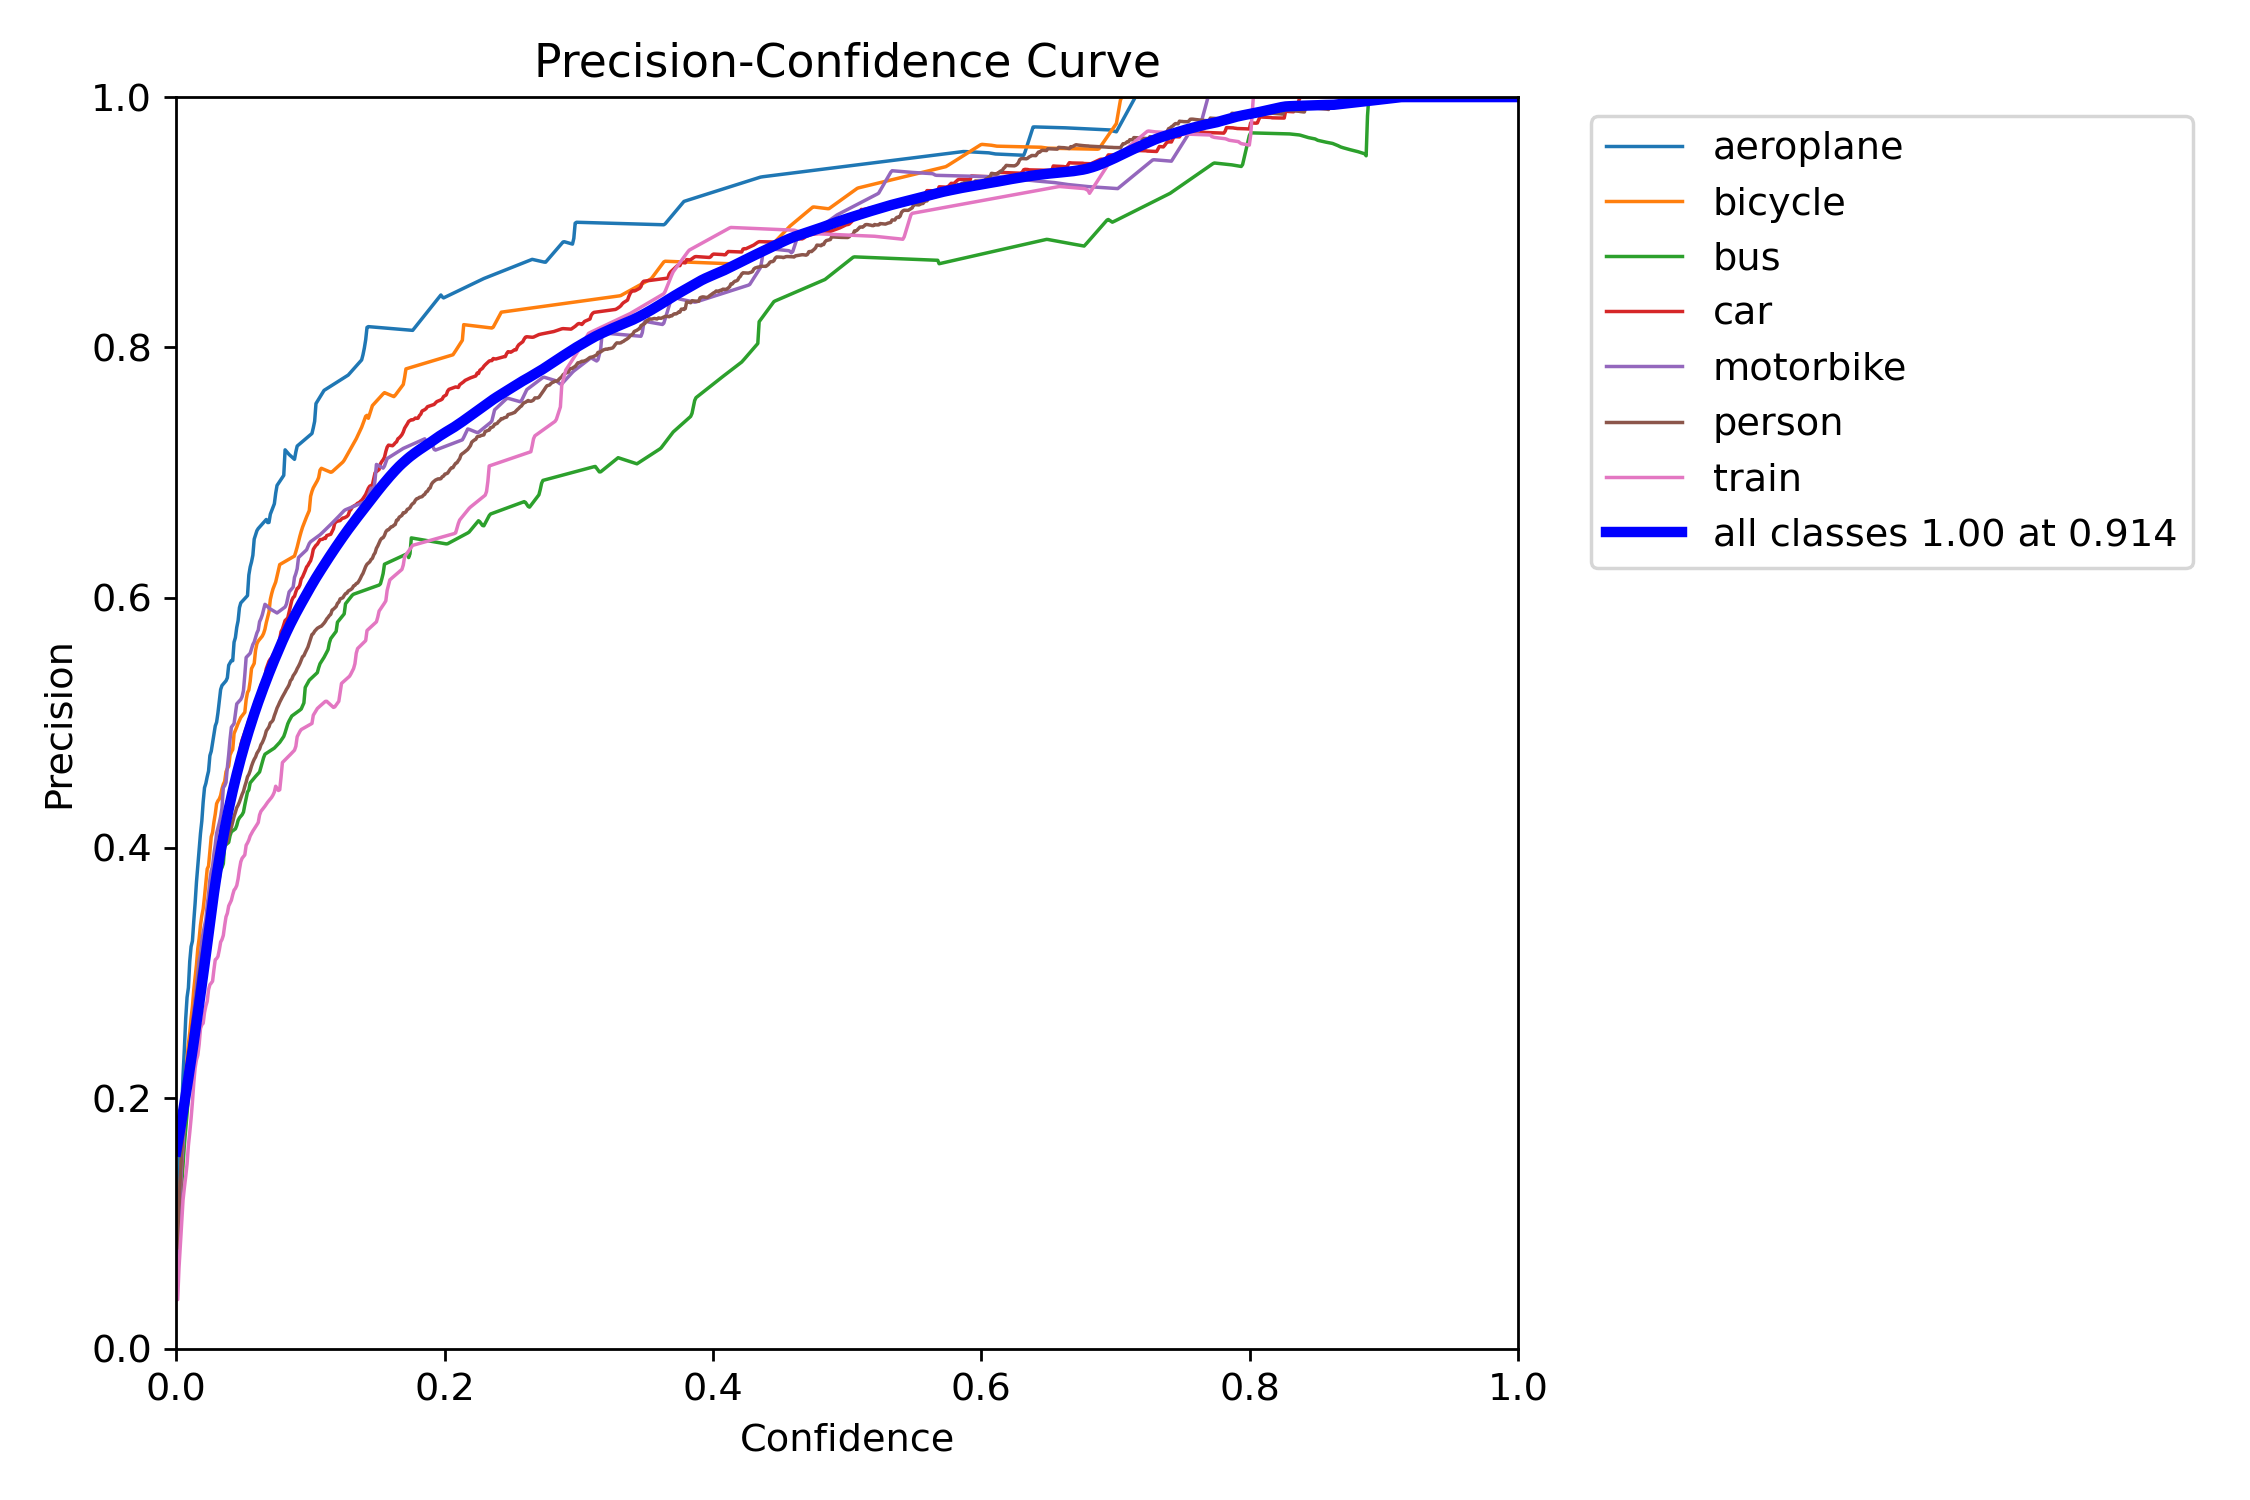 Precision-Confidence Curve
1.0
0.8
0.6
0.4
0.2
0.0
Precision
0.0 0.2 0.4 0.6 0.8 1.0
Confidence
aeroplane
bicycle
bus
car
motorbike
person
train
all classes 1.00 at 0.914